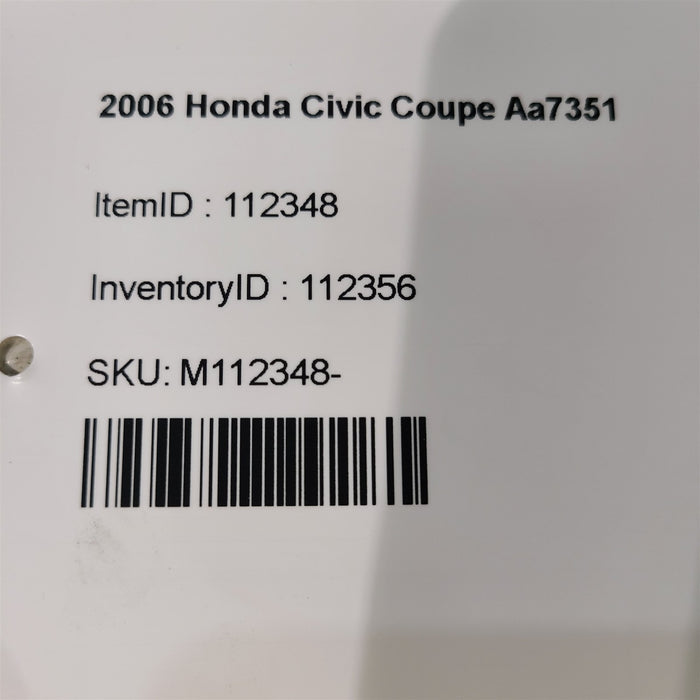 2006 Honda Civic Coupe Aa7351
ItemID : 112348
InventoryID : 112356
SKU: M112348-